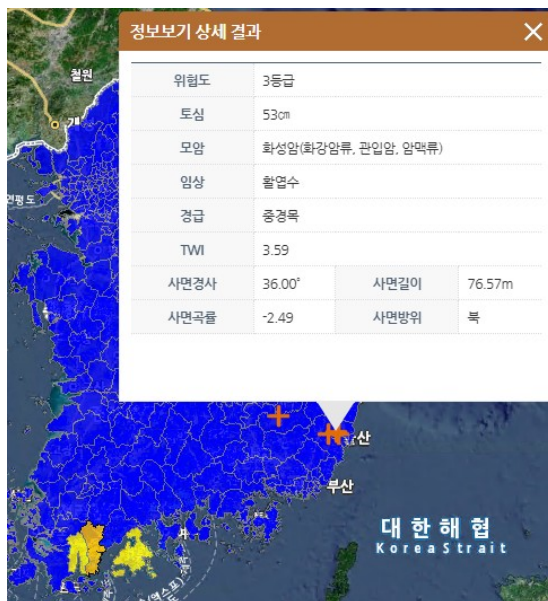 정보보기 상세 결과
위험도 3등급
토심 53㎝
모암 화성암(화강암류, 관입암, 암맥류)
임상 활엽수
경급 중경목
TWI 3.59
사면경사 36.00° 사면길이 76.57m
사면곡률 -2.49 사면방위 북
철원
개
연평도
산
부산
대 한 해 협
Korea Strait